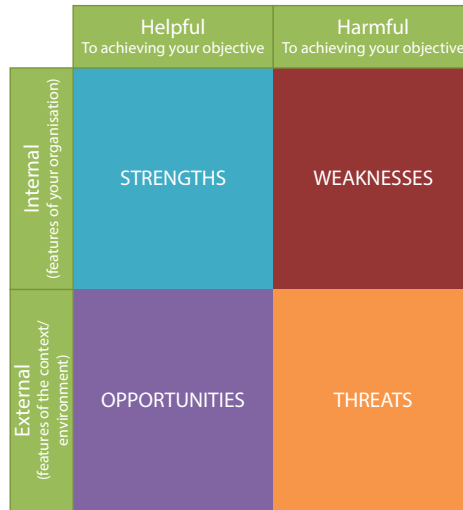 Helpful
To achieving your objective
Harmful
To achieving your objective
Internal
(features of your organisation)
STRENGTHS
WEAKNESSES
External
(features of the context/
environment)
OPPORTUNITIES
THREATS